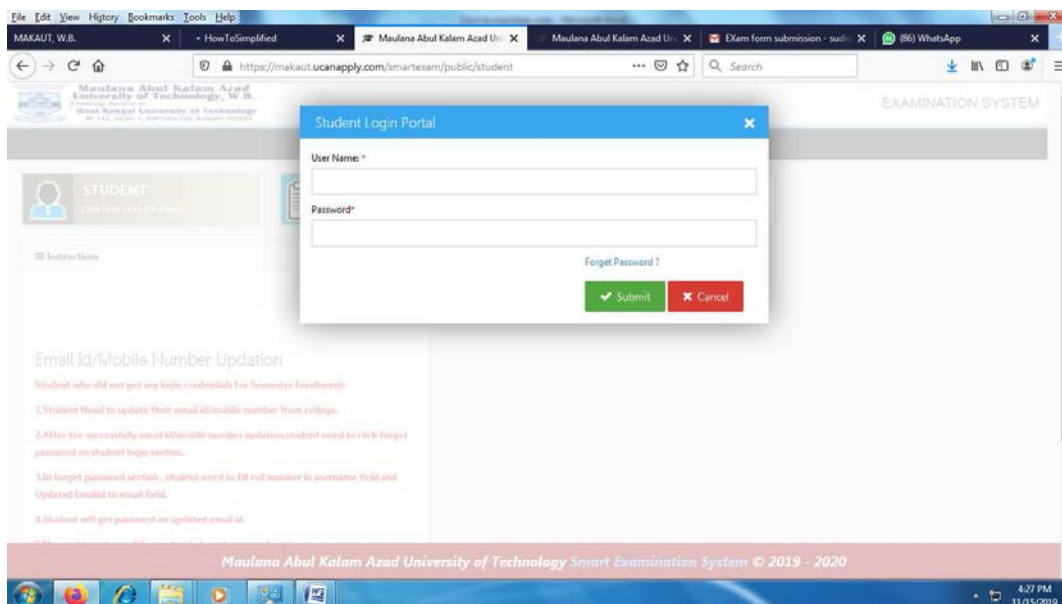 File Edit View History Bookmarks Tools Help
MAKAUT, W.B. X • HowToSimplified X Maulana Abul Kalam Azad Uni X Maulana Abul Kalam Azad Uni X EXam form submission - sudi X (86) WhatsApp X
https://makaut.ucanapply.com/smartexam/public/student Search
Maulana Abul Kalam Azad
University of Technology, W.B.
West Bengal University of Technology
EXAMINATION SYSTEM
Student Login Portal
User Name: *
Password*
Forget Password ?
Submit Cancel
STUDENT
Instructions
Email Id/Mobile Number Updation
Student who did not get any login credentials For Semester Enrollment:
1.Student Need to update their email id/mobile number from college.
2.After the successfully email id/mobile number updation,student need to click forget
password on student login section.
3.In forget password section , student need to fill roll number in username field and
Updated EmailId to email field.
4.Student will get password on updated email id.
Maulana Abul Kalam Azad University of Technology Smart Examination System © 2019 - 2020
4:27 PM
11/15/2019